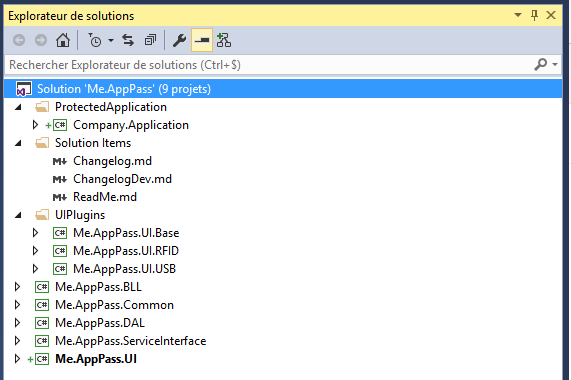 Explorateur de solutions
Rechercher Explorateur de solutions (Ctrl+$)
Solution 'Me.AppPass' (9 projets)
ProtectedApplication
+ C# Company.Application
Solution Items
M↓ Changelog.md
M↓ ChangelogDev.md
M↓ ReadMe.md
UIPlugins
C# Me.AppPass.UI.Base
C# Me.AppPass.UI.RFID
C# Me.AppPass.UI.USB
C# Me.AppPass.BLL
C# Me.AppPass.Common
C# Me.AppPass.DAL
C# Me.AppPass.ServiceInterface
+ C# Me.AppPass.UI